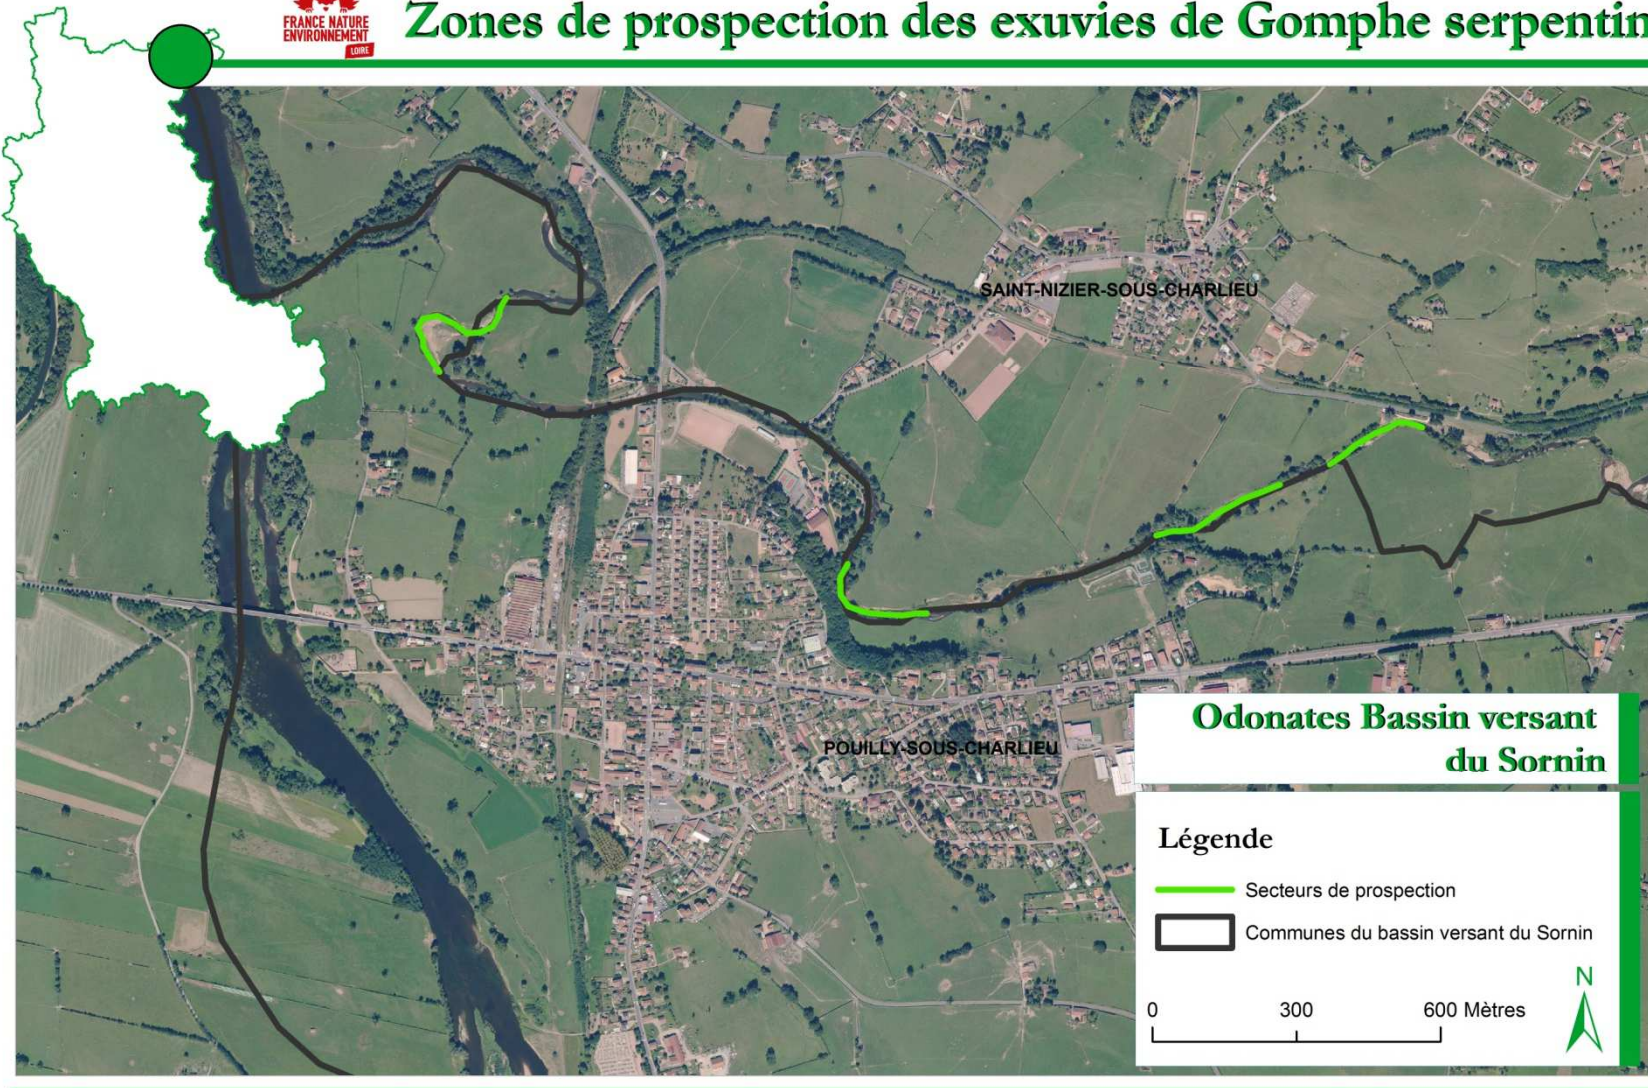 FRANCE NATURE
ENVIRONNEMENT
LOIRE
Zones de prospection des exuvies de Gomphe serpentin
SAINT-NIZIER-SOUS-CHARLIEU
POUILLY-SOUS-CHARLIEU
Odonates Bassin versant
du Sornin
Légende
Secteurs de prospection
Communes du bassin versant du Sornin
N
0 300 600 Mètres